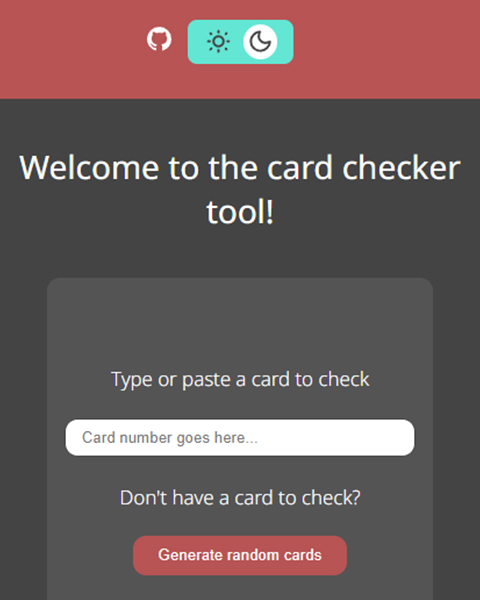 Welcome to the card checker
tool!
Type or paste a card to check
Card number goes here...
Don't have a card to check?
Generate random cards